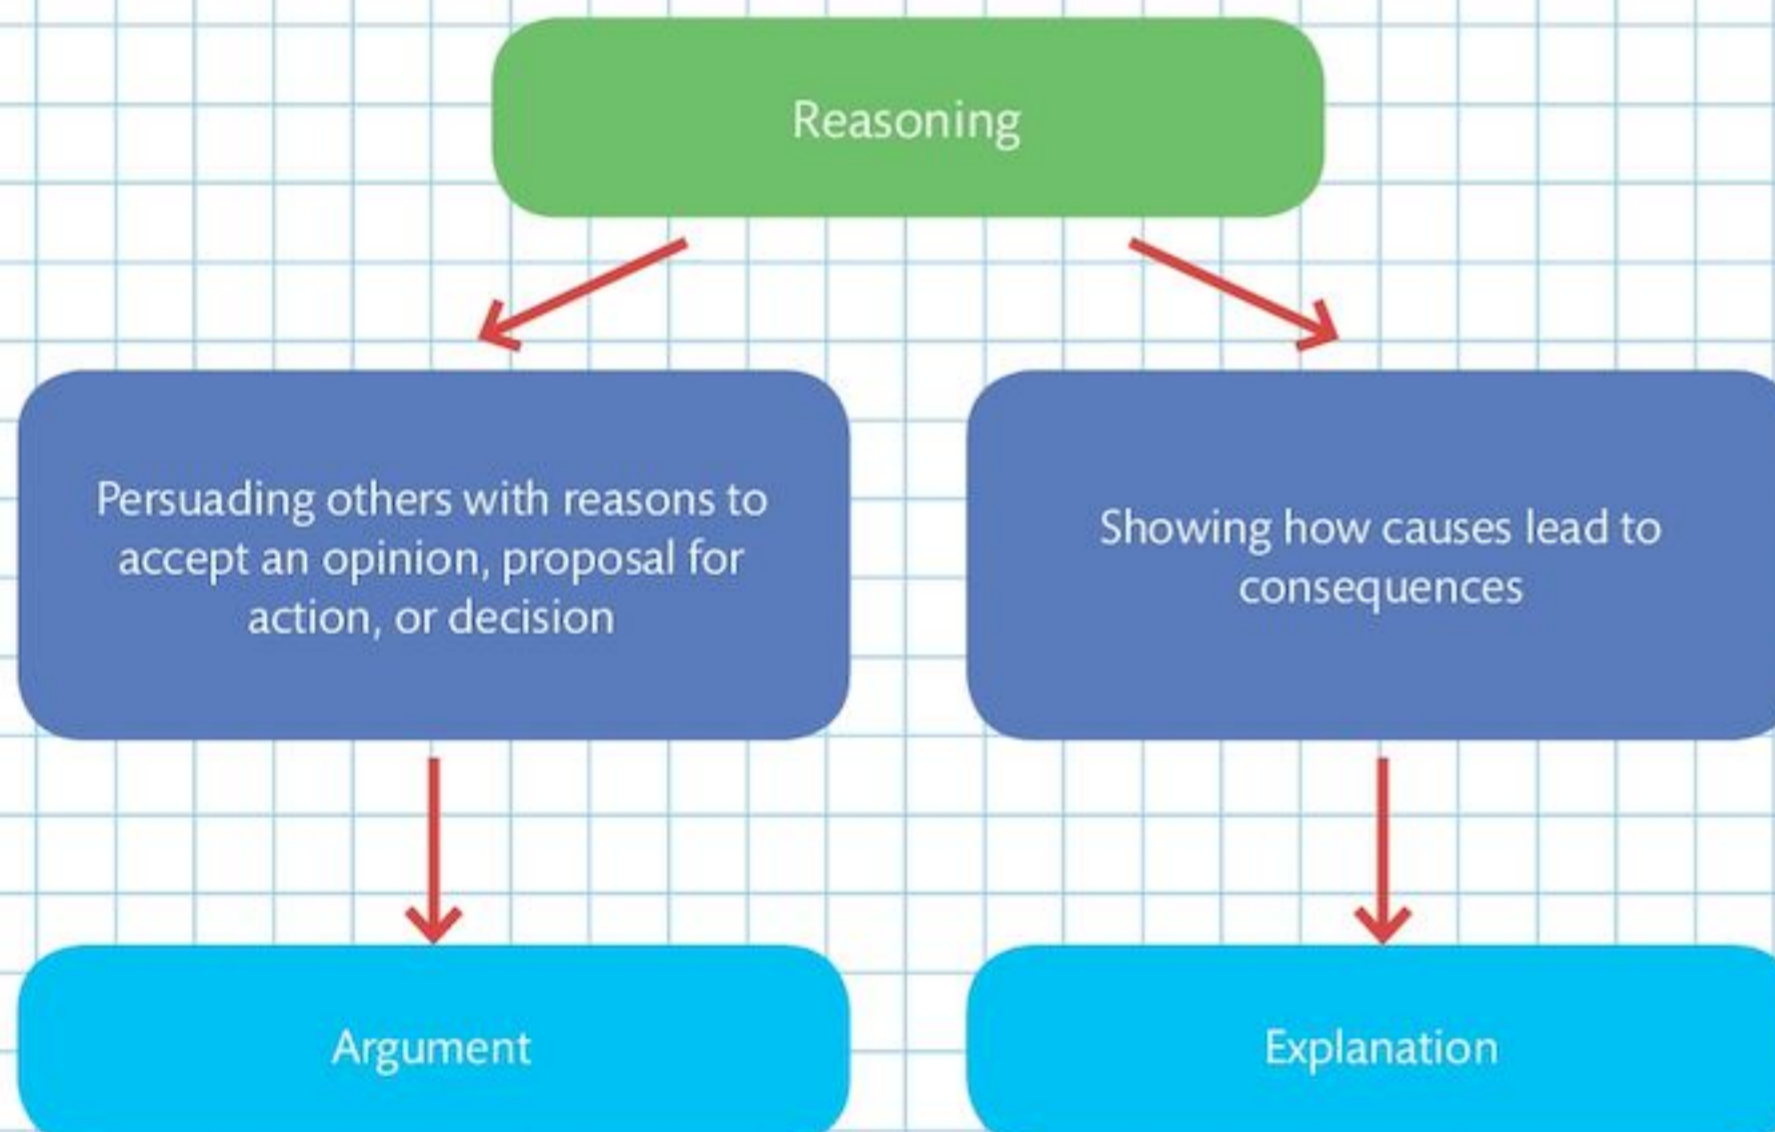 Reasoning
Persuading others with reasons to
accept an opinion, proposal for
action, or decision
Showing how causes lead to
consequences
Argument
Explanation